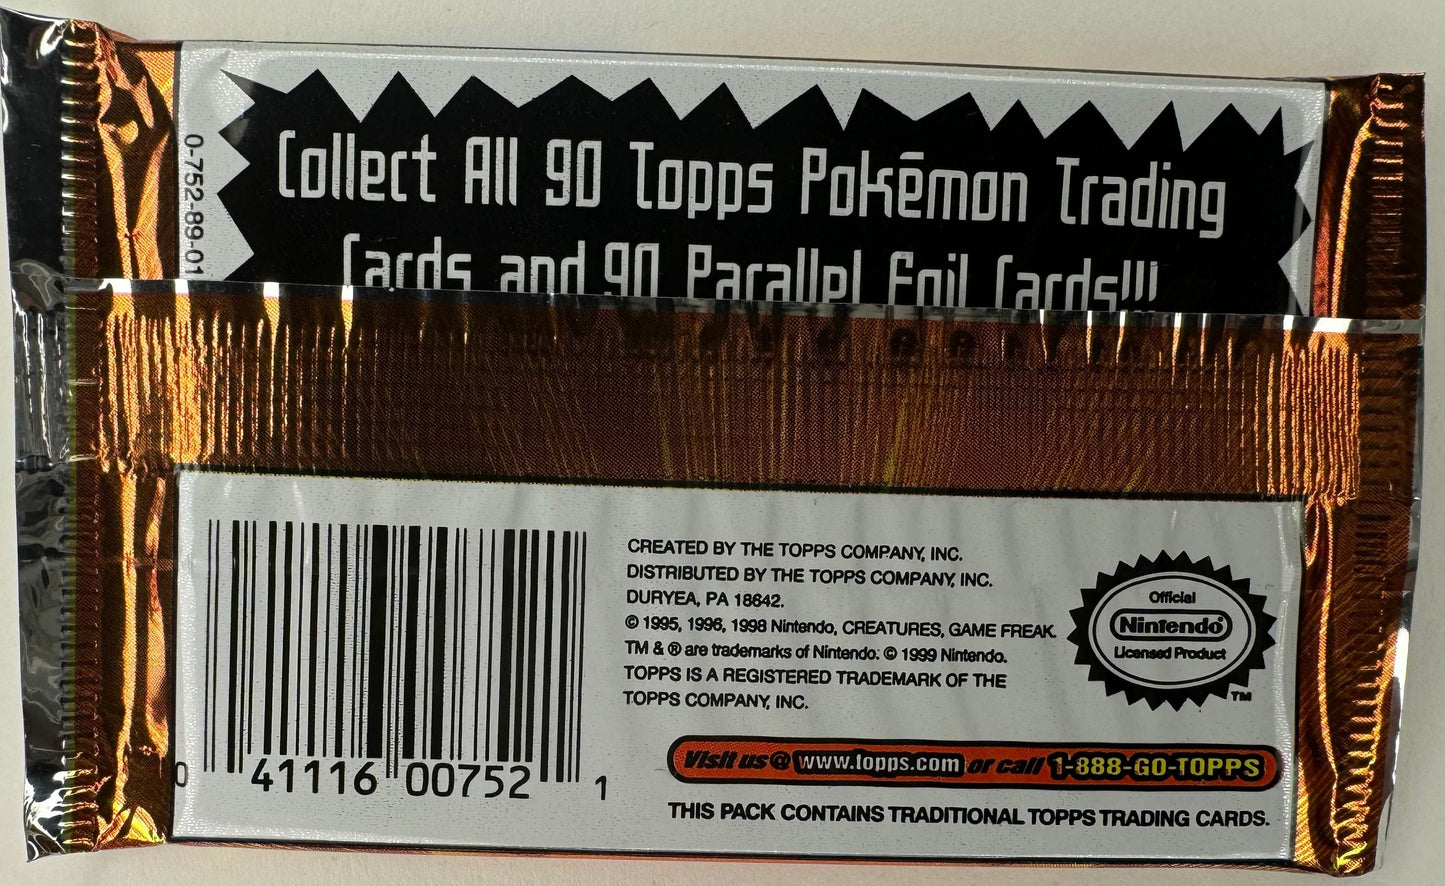 Collect All 90 Topps Pokémon Trading
Cards and 90 Parallel Foil Cards!!!
0-752-89-01
CREATED BY THE TOPPS COMPANY, INC.
DISTRIBUTED BY THE TOPPS COMPANY, INC.
DURYEA, PA 18642.
© 1995, 1996, 1998 Nintendo, CREATURES, GAME FREAK.
TM & ® are trademarks of Nintendo. © 1999 Nintendo.
TOPPS IS A REGISTERED TRADEMARK OF THE
TOPPS COMPANY, INC.
Official
Nintendo®
Licensed Product
TM
0 41116 00752 1
Visit us @ www.topps.com or call 1-888-GO-TOPPS
THIS PACK CONTAINS TRADITIONAL TOPPS TRADING CARDS.